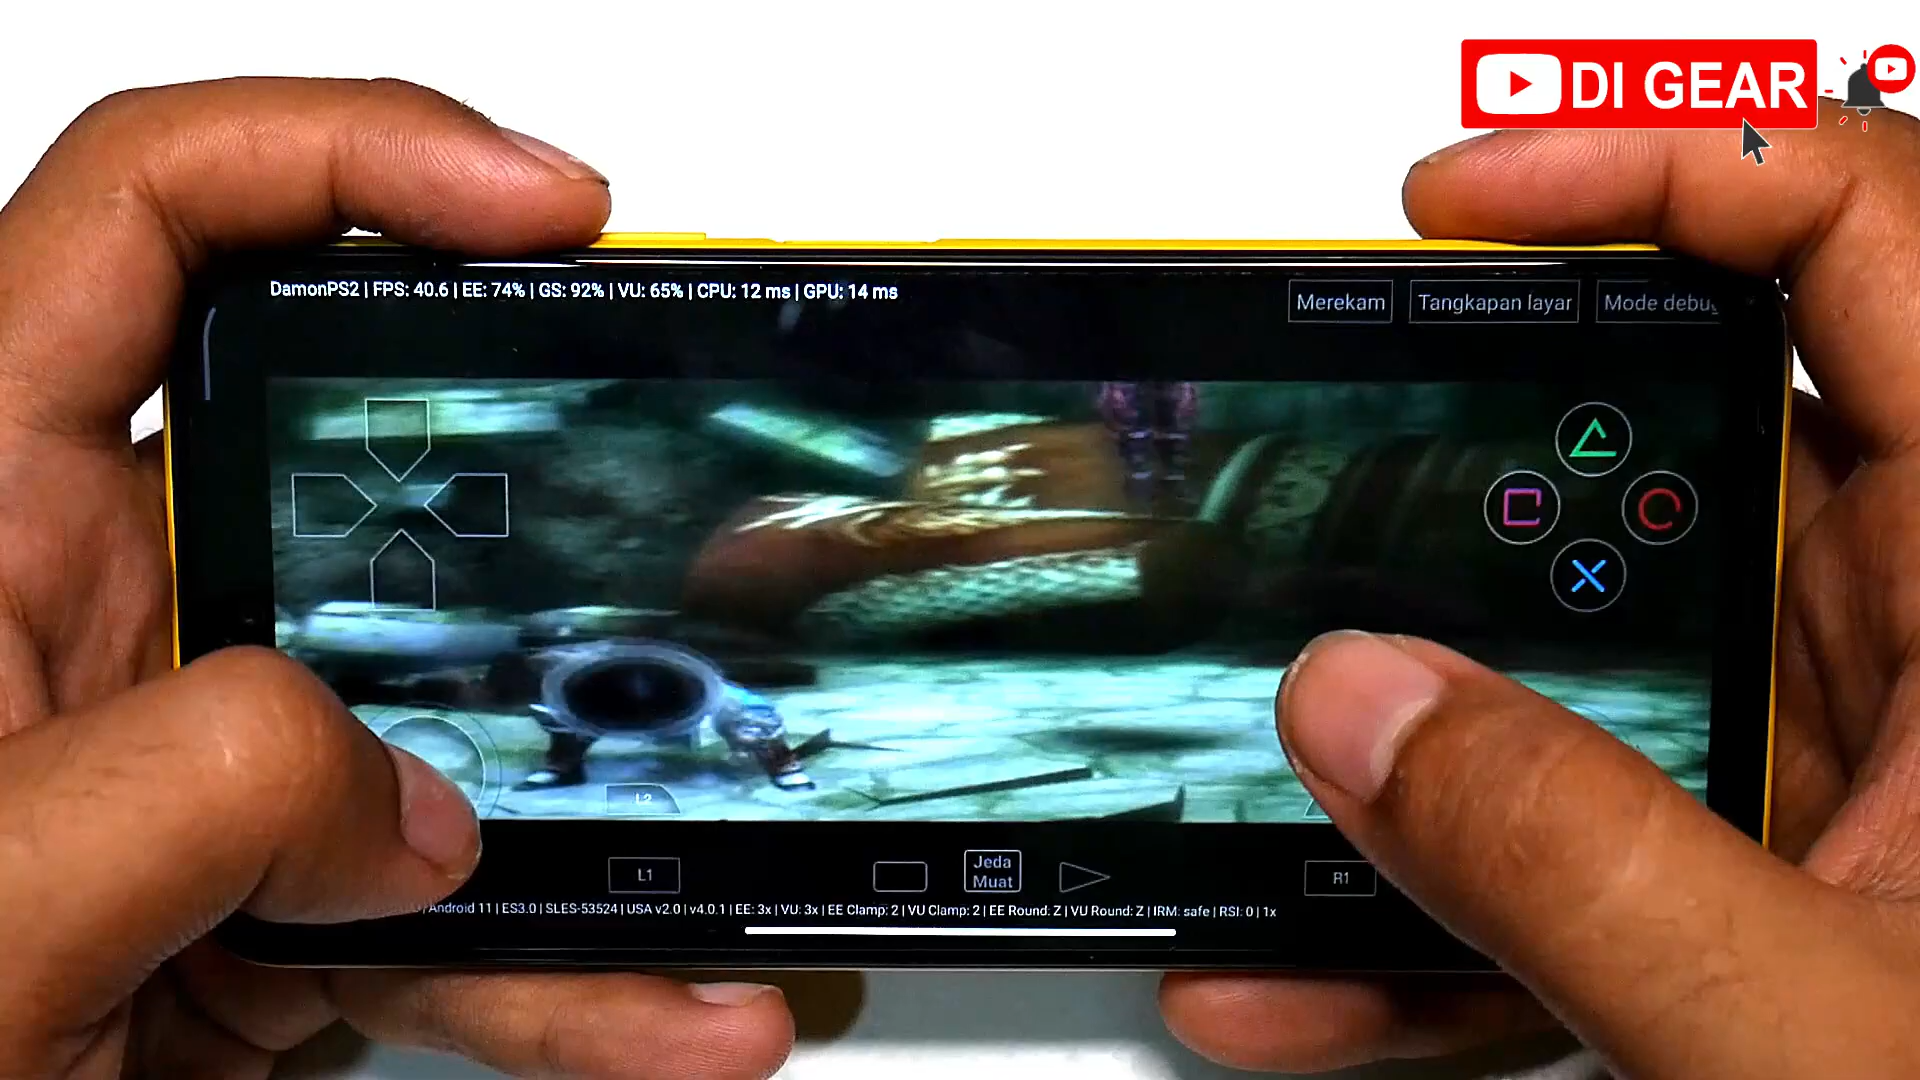 DI GEAR
DamonPS2 | FPS: 40.6 | EE: 74% | GS: 92% | VU: 65% | CPU: 12 ms | GPU: 14 ms
Merekam
Tangkapan layar
Mode debug
L2
L1
Jeda
Muat
R1
Android 11 | ES3.0 | SLES-53524 | USA v2.0 | v4.0.1 | EE: 3x | VU: 3x | EE Clamp: 2 | VU Clamp: 2 | EE Round: Z | VU Round: Z | IRM: safe | RSI: 0 | 1x